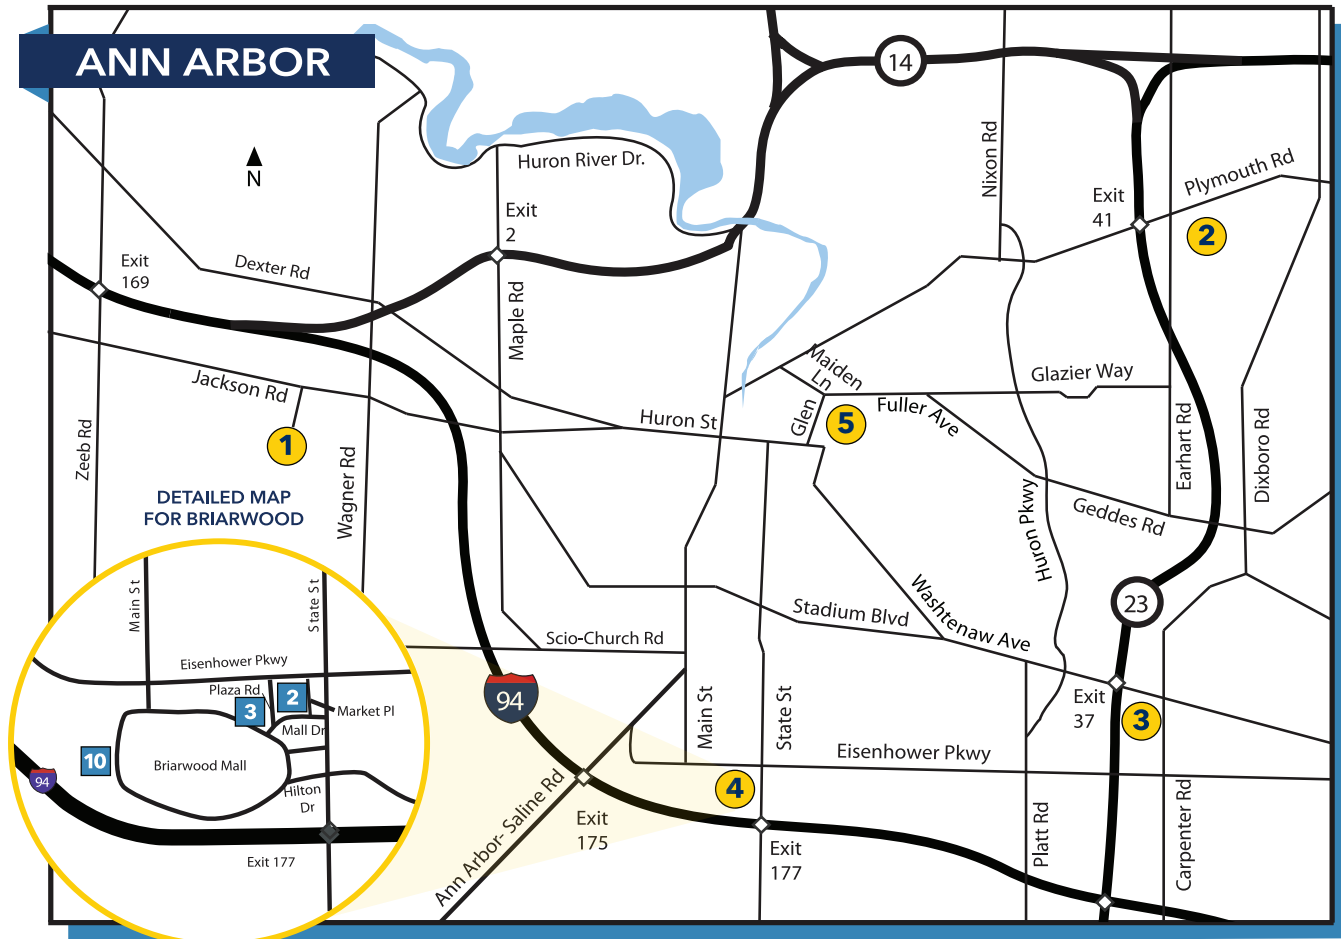 ANN ARBOR
14
N
Huron River Dr.
Nixon Rd
Plymouth Rd
Exit
41
2
Exit
2
Exit
169
Dexter Rd
Maple Rd
Jackson Rd
Maiden
Ln
Glazier Way
Glen
5
Fuller Ave
Huron St
1
Zeeb Rd
Wagner Rd
Earhart Rd
Dixboro Rd
DETAILED MAP
FOR BRIARWOOD
Huron Pkwy
Geddes Rd
23
Washtenaw Ave
Stadium Blvd
Scio-Church Rd
94
Exit
37
3
Main St
State St
Eisenhower Pkwy
4
Exit
175
Exit
177
Ann Arbor- Saline Rd
Platt Rd
Carpenter Rd
Main St
State St
Eisenhower Pkwy
Plaza Rd
2
3
Market Pl
Mall Dr
10
Briarwood Mall
94
Hilton
Dr
Exit 177